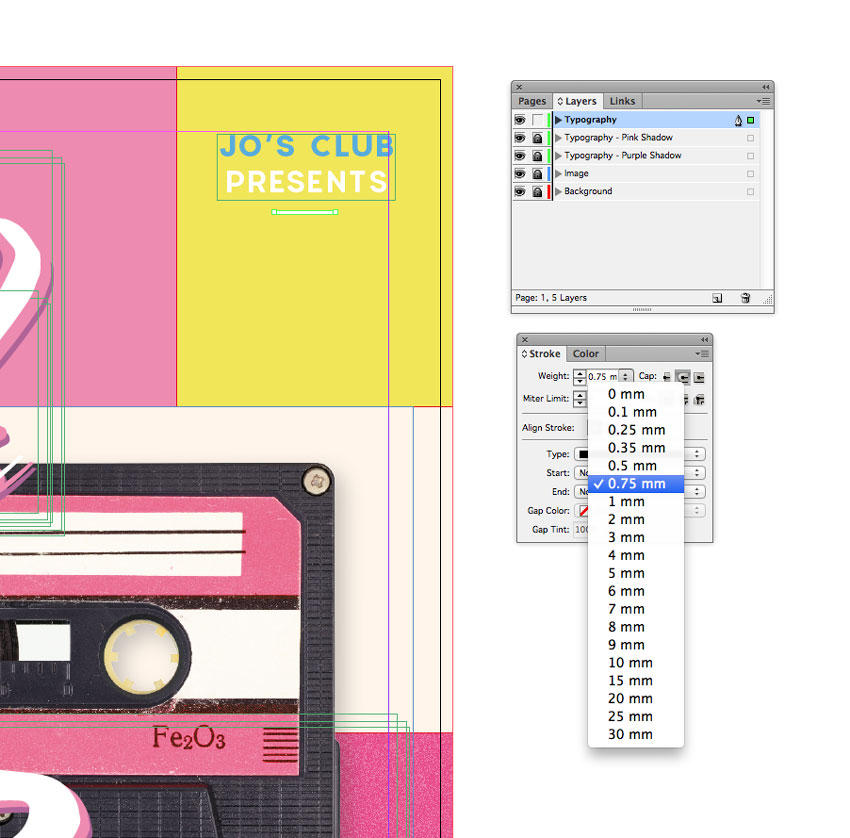 JO'S CLUB
PRESENTS
Fe₂O₃
Pages
Layers
Links
Typography
Typography - Pink Shadow
Typography - Purple Shadow
Image
Background
Page: 1, 5 Layers
Stroke
Color
Weight:
0.75 m
Cap:
Miter Limit:
Align Stroke:
Type:
Start:
No
End:
No
Gap Color:
Gap Tint:
100
0 mm
0.1 mm
0.25 mm
0.35 mm
0.5 mm
0.75 mm
1 mm
2 mm
3 mm
4 mm
5 mm
6 mm
7 mm
8 mm
9 mm
10 mm
15 mm
20 mm
25 mm
30 mm